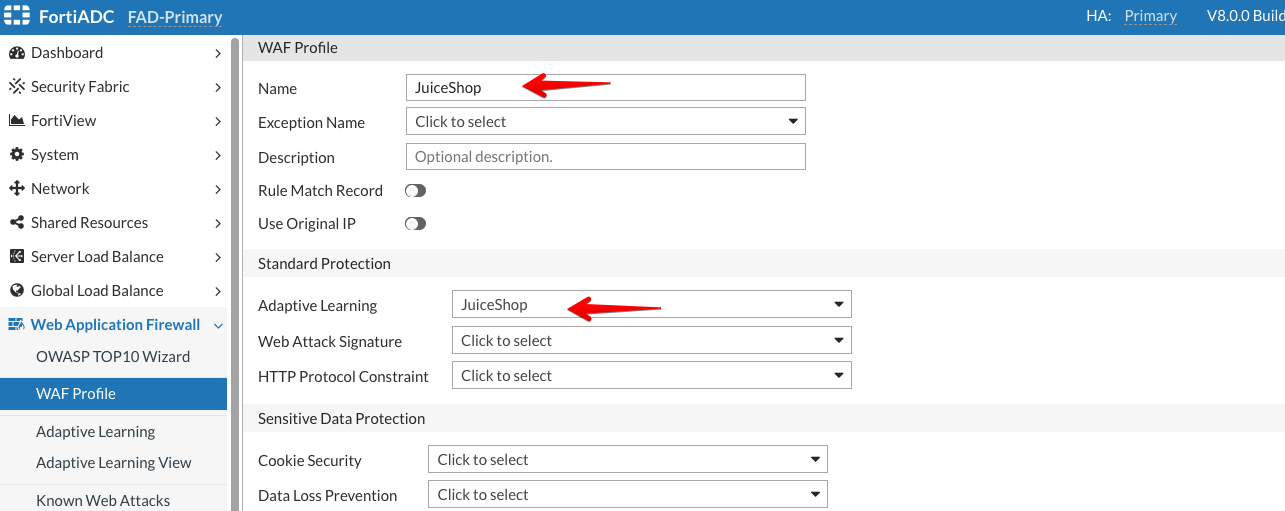 FortiADC FAD-Primary HA: Primary V8.0.0 Build
Dashboard
Security Fabric
FortiView
System
Network
Shared Resources
Server Load Balance
Global Load Balance
Web Application Firewall
OWASP TOP10 Wizard
WAF Profile
Adaptive Learning
Adaptive Learning View
Known Web Attacks
WAF Profile
Name JuiceShop
Exception Name Click to select
Description Optional description.
Rule Match Record
Use Original IP
Standard Protection
Adaptive Learning JuiceShop
Web Attack Signature Click to select
HTTP Protocol Constraint Click to select
Sensitive Data Protection
Cookie Security Click to select
Data Loss Prevention Click to select